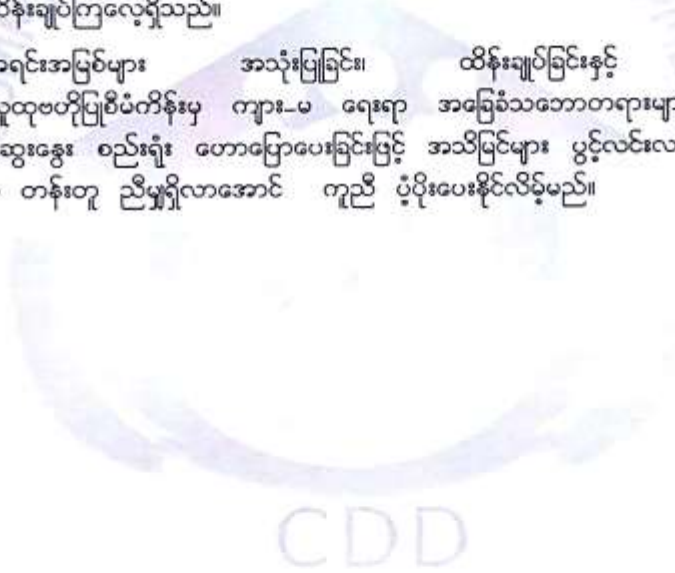 ထိန်းချုပ်ကြလေ့ရှိသည်။
ရင်းအမြစ်များ အသုံးပြုခြင်း၊ ထိန်းချုပ်ခြင်းနှင့်
လူထုဗဟိုပြုစီမံကိန်းမှ ကျား-မ ရေးရာ အခြေခံသဘောတရားများ
ဆွေးနွေး စည်းရုံး ဟောပြောပေးခြင်းဖြင့် အသိမြင်များ ပွင့်လင်းလ
တန်းတူ ညီမျှရှိလာအောင် ကူညီ ပံ့ပိုးပေးနိုင်လိမ့်မည်။
CDD